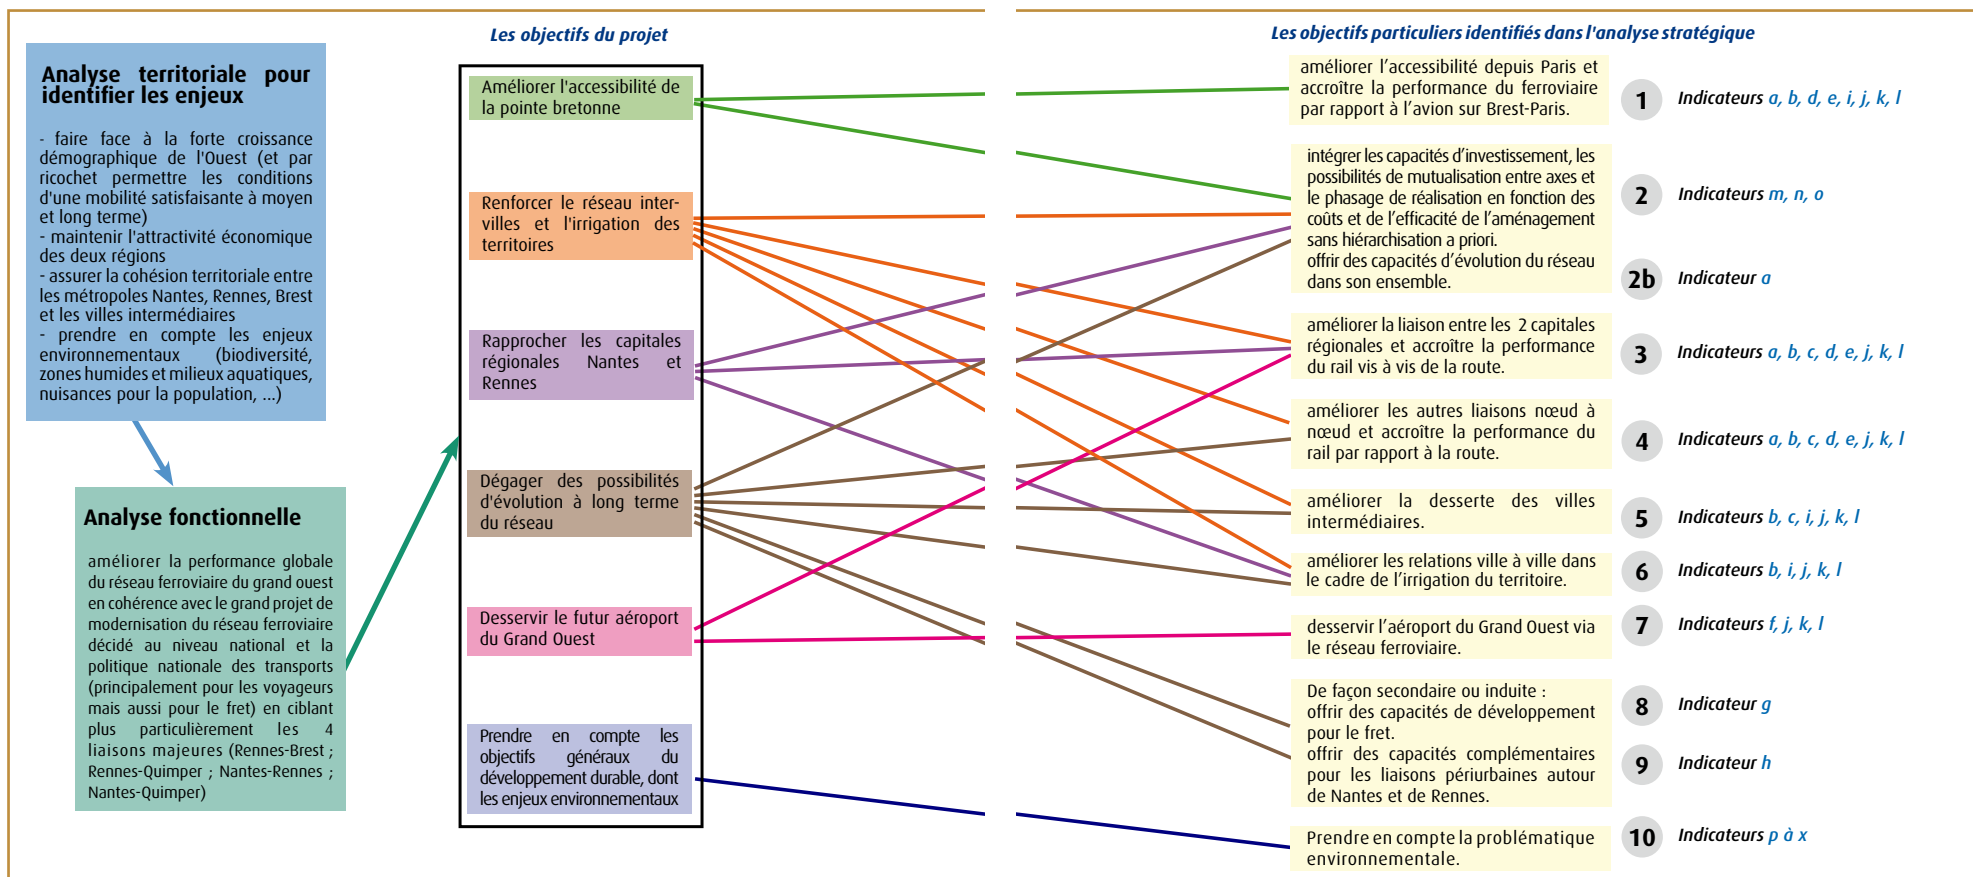 Analyse territoriale pour
identifier les enjeux
- faire face à la forte croissance
démographique de l'Ouest (et par
ricochet permettre les conditions
d'une mobilité satisfaisante à moyen
et long terme)
- maintenir l'attractivité économique
des deux régions
- assurer la cohésion territoriale entre
les métropoles Nantes, Rennes, Brest
et les villes intermédiaires
- prendre en compte les enjeux
environnementaux (biodiversité,
zones humides et milieux aquatiques,
nuisances pour la population, ...)
Analyse fonctionnelle
améliorer la performance globale
du réseau ferroviaire du grand ouest
en cohérence avec le grand projet de
modernisation du réseau ferroviaire
décidé au niveau national et la
politique nationale des transports
(principalement pour les voyageurs
mais aussi pour le fret) en ciblant
plus particulièrement les 4
liaisons majeures (Rennes-Brest ;
Rennes-Quimper ; Nantes-Rennes ;
Nantes-Quimper)
Les objectifs du projet
Améliorer l'accessibilité de
la pointe bretonne
Renforcer le réseau inter-
villes et l'irrigation des
territoires
Rapprocher les capitales
régionales Nantes et
Rennes
Dégager des possibilités
d'évolution à long terme
du réseau
Desservir le futur aéroport
du Grand Ouest
Prendre en compte les
objectifs généraux du
développement durable, dont
les enjeux environnementaux
Les objectifs particuliers identifiés dans l'analyse stratégique
améliorer l'accessibilité depuis Paris et
accroître la performance du ferroviaire
par rapport à l'avion sur Brest-Paris.
1 Indicateurs a, b, d, e, i, j, k, l
intégrer les capacités d'investissement, les
possibilités de mutualisation entre axes et
le phasage de réalisation en fonction des
coûts et de l'efficacité de l'aménagement
sans hiérarchisation a priori.
offrir des capacités d'évolution du réseau
dans son ensemble.
2 Indicateurs m, n, o
2b Indicateur a
améliorer la liaison entre les 2 capitales
régionales et accroître la performance
du rail vis à vis de la route.
3 Indicateurs a, b, c, d, e, j, k, l
améliorer les autres liaisons nœud à
nœud et accroître la performance du
rail par rapport à la route.
4 Indicateurs a, b, c, d, e, j, k, l
améliorer la desserte des villes
intermédiaires.
5 Indicateurs b, c, i, j, k, l
améliorer les relations ville à ville dans
le cadre de l'irrigation du territoire.
6 Indicateurs b, i, j, k, l
desservir l'aéroport du Grand Ouest via
le réseau ferroviaire.
7 Indicateurs f, j, k, l
De façon secondaire ou induite :
offrir des capacités de développement
pour le fret.
offrir des capacités complémentaires
pour les liaisons périurbaines autour
de Nantes et de Rennes.
8 Indicateur g
9 Indicateur h
Prendre en compte la problématique
environnementale.
10 Indicateurs p à x